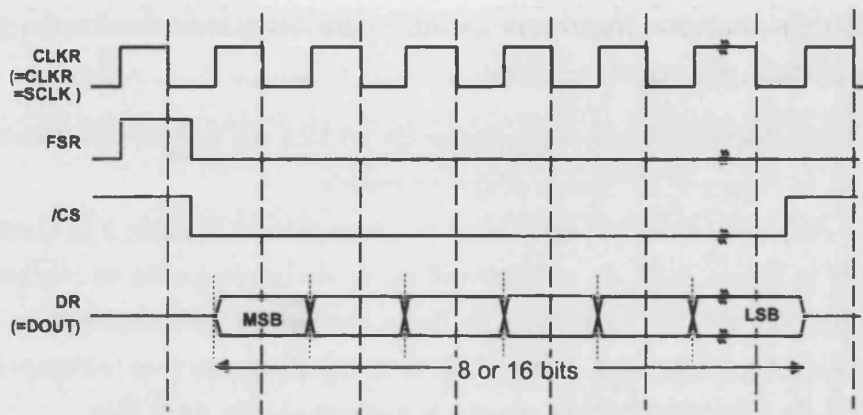 CLKR
(=CLKR
=SCLK )
FSR
/CS
DR
(=DOUT)
MSB
LSB
8 or 16 bits